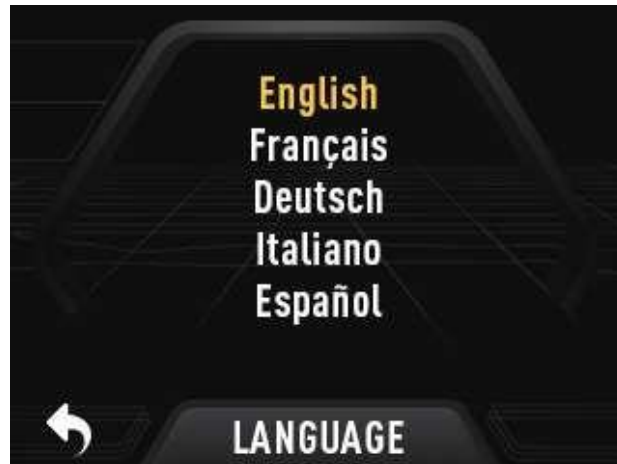 English
Français
Deutsch
Italiano
Español
LANGUAGE